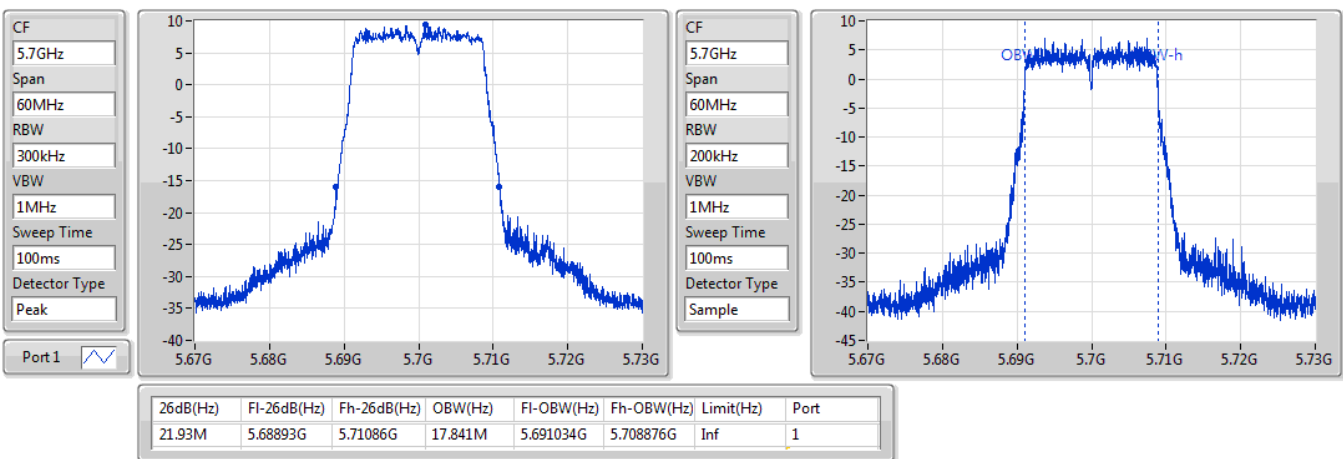 CF
5.7GHz
Span
60MHz
RBW
300kHz
VBW
1MHz
Sweep Time
100ms
Detector Type
Peak
Port 1
10
5
0
-5
-10
-15
-20
-25
-30
-35
-40
5.67G 5.68G 5.69G 5.7G 5.71G 5.72G 5.73G
CF
5.7GHz
Span
60MHz
RBW
200kHz
VBW
1MHz
Sweep Time
100ms
Detector Type
Sample
10
5
0
-5
-10
-15
-20
-25
-30
-35
-40
-45
5.67G 5.68G 5.69G 5.7G 5.71G 5.72G 5.73G
26dB(Hz) Fl-26dB(Hz) Fh-26dB(Hz) OBW(Hz) Fl-OBW(Hz) Fh-OBW(Hz) Limit(Hz) Port
21.93M 5.68893G 5.71086G 17.841M 5.691034G 5.708876G Inf 1